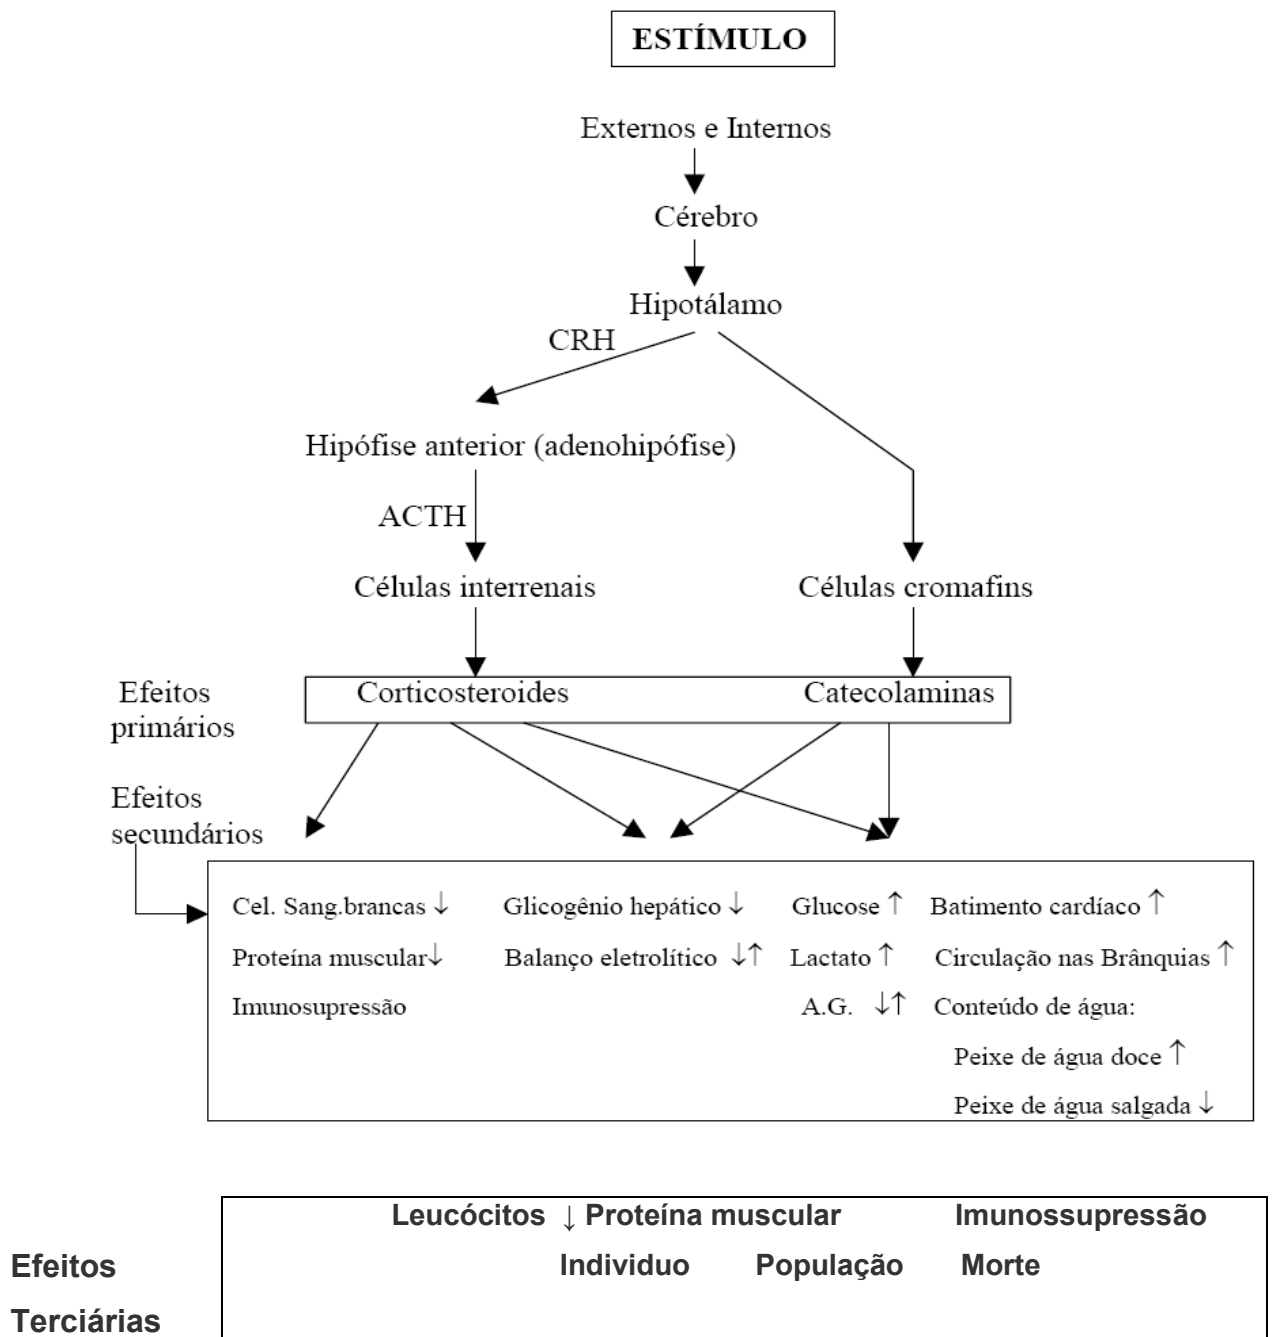 ESTÍMULO
Externos e Internos
Cérebro
Hipotálamo
CRH
Hipófise anterior (adenohipófise)
ACTH
Células interrenais Células cromafins
Efeitos primários
Corticosteroides Catecolaminas
Efeitos secundários
Cel. Sang.brancas ↓ Glicogênio hepático ↓ Glucose ↑ Batimento cardíaco ↑
Proteína muscular↓ Balanço eletrolítico ↓↑ Lactato ↑ Circulação nas Brânquias ↑
Imunosupressão A.G. ↓↑ Conteúdo de água:
Peixe de água doce ↑
Peixe de água salgada ↓
Leucócitos ↓ Proteína muscular Imunossupressão
Efeitos Individuo População Morte
Terciárias